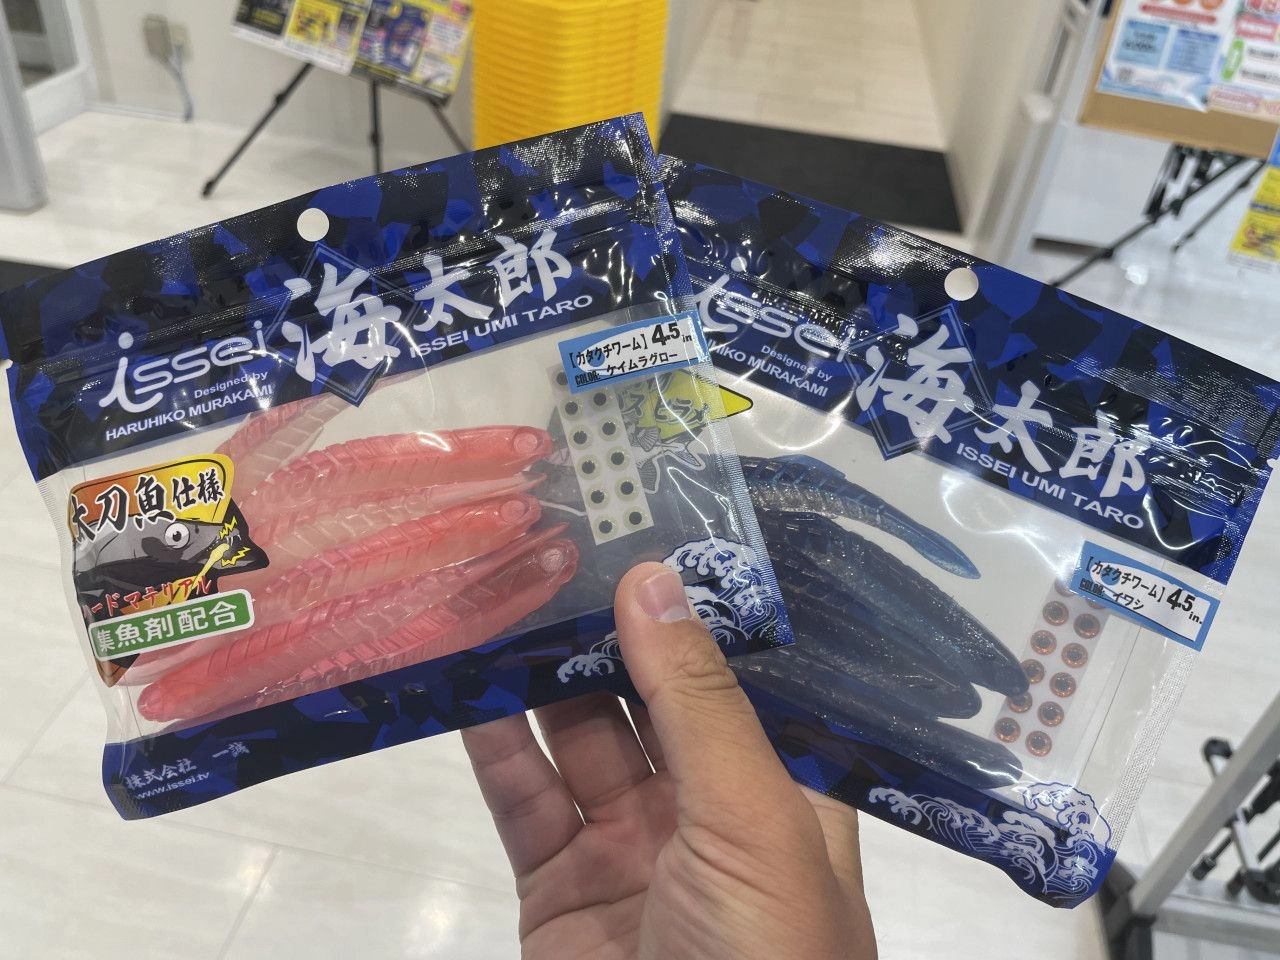 issei
Designed by
HARUHIKO MURAKAMI
海太郎
ISSEI UMI TARO
【カタクチワーム】4.5in.
COLOR: ケイムラグロー
太刀魚仕様
ードマテリアル
集魚剤配合
株式会社 一誠
www.issei.tv
issei
Designed by
HIKO MURAKAMI
海太郎
ISSEI UMI TARO
【カタクチワーム】4.5in.
COLOR: イワシ
ヒラメ